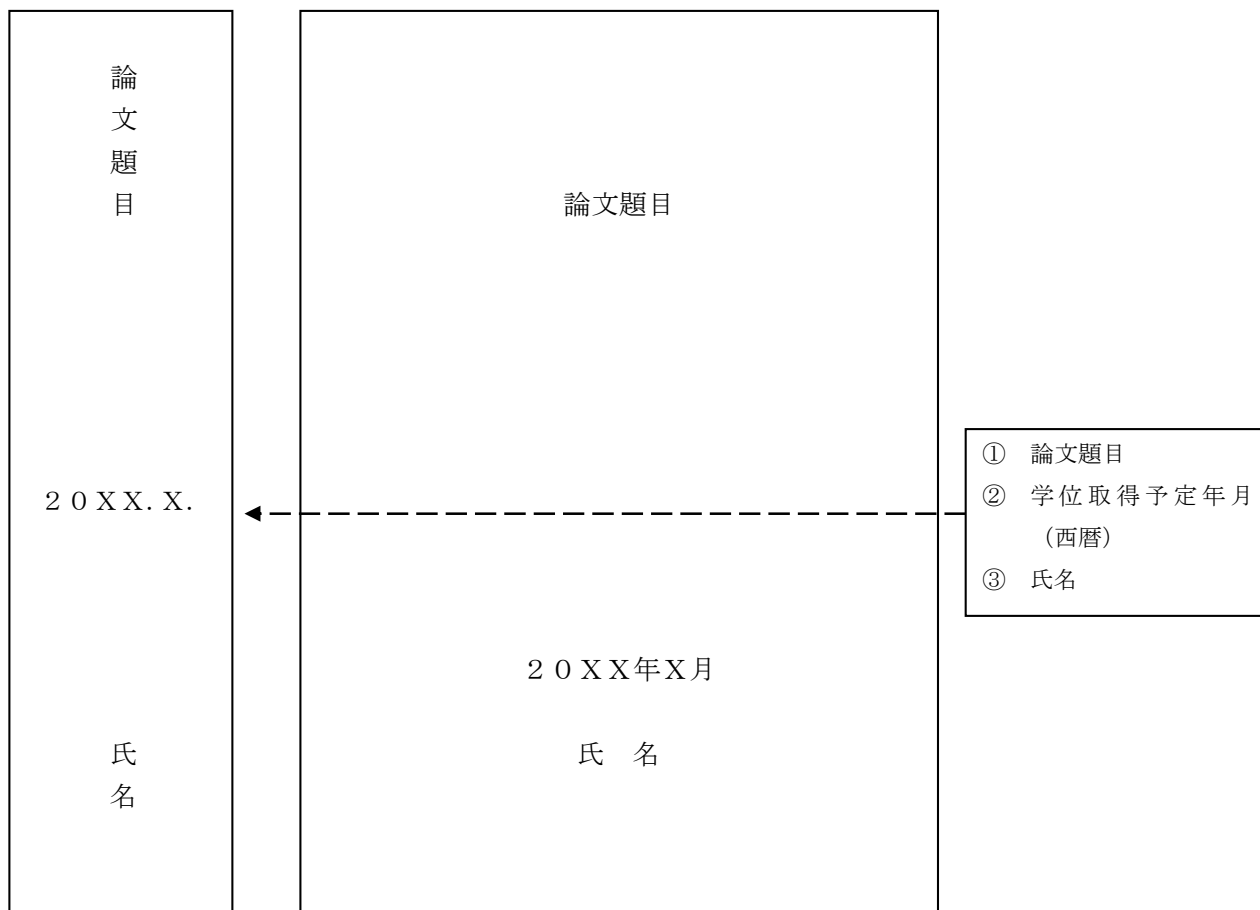 論文題目
２０ＸＸ.Ｘ.
氏名
論文題目
２０ＸＸ年Ｘ月
氏　名
①　論文題目
②　学位取得予定年月
（西暦）
③　氏名